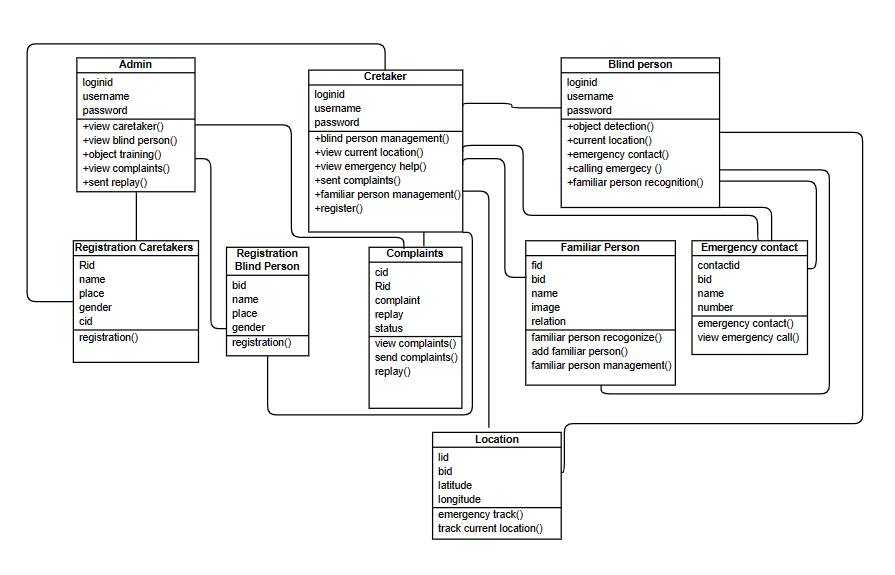 Admin
loginid
username
password
+view caretaker()
+view blind person()
+object training()
+view complaints()
+sent replay()
Cretaker
loginid
username
password
+blind person management()
+view current location()
+view emergency help()
+sent complaints()
+familiar person management()
+register()
Blind person
loginid
username
password
+object detection()
+current location()
+emergency contact()
+calling emergecy ()
+familiar person recognition()
Registration Caretakers
Rid
name
place
gender
cid
registration()
Registration
Blind Person
bid
name
place
gender
registration()
Complaints
cid
Rid
complaint
replay
status
view complaints()
send complaints()
replay()
Familiar Person
fid
bid
name
image
relation
familiar person recogonize()
add familiar person()
familiar person management()
Emergency contact
contactid
bid
name
number
emergency contact()
view emergency call()
Location
lid
bid
latitude
longitude
emergency track()
track current location()